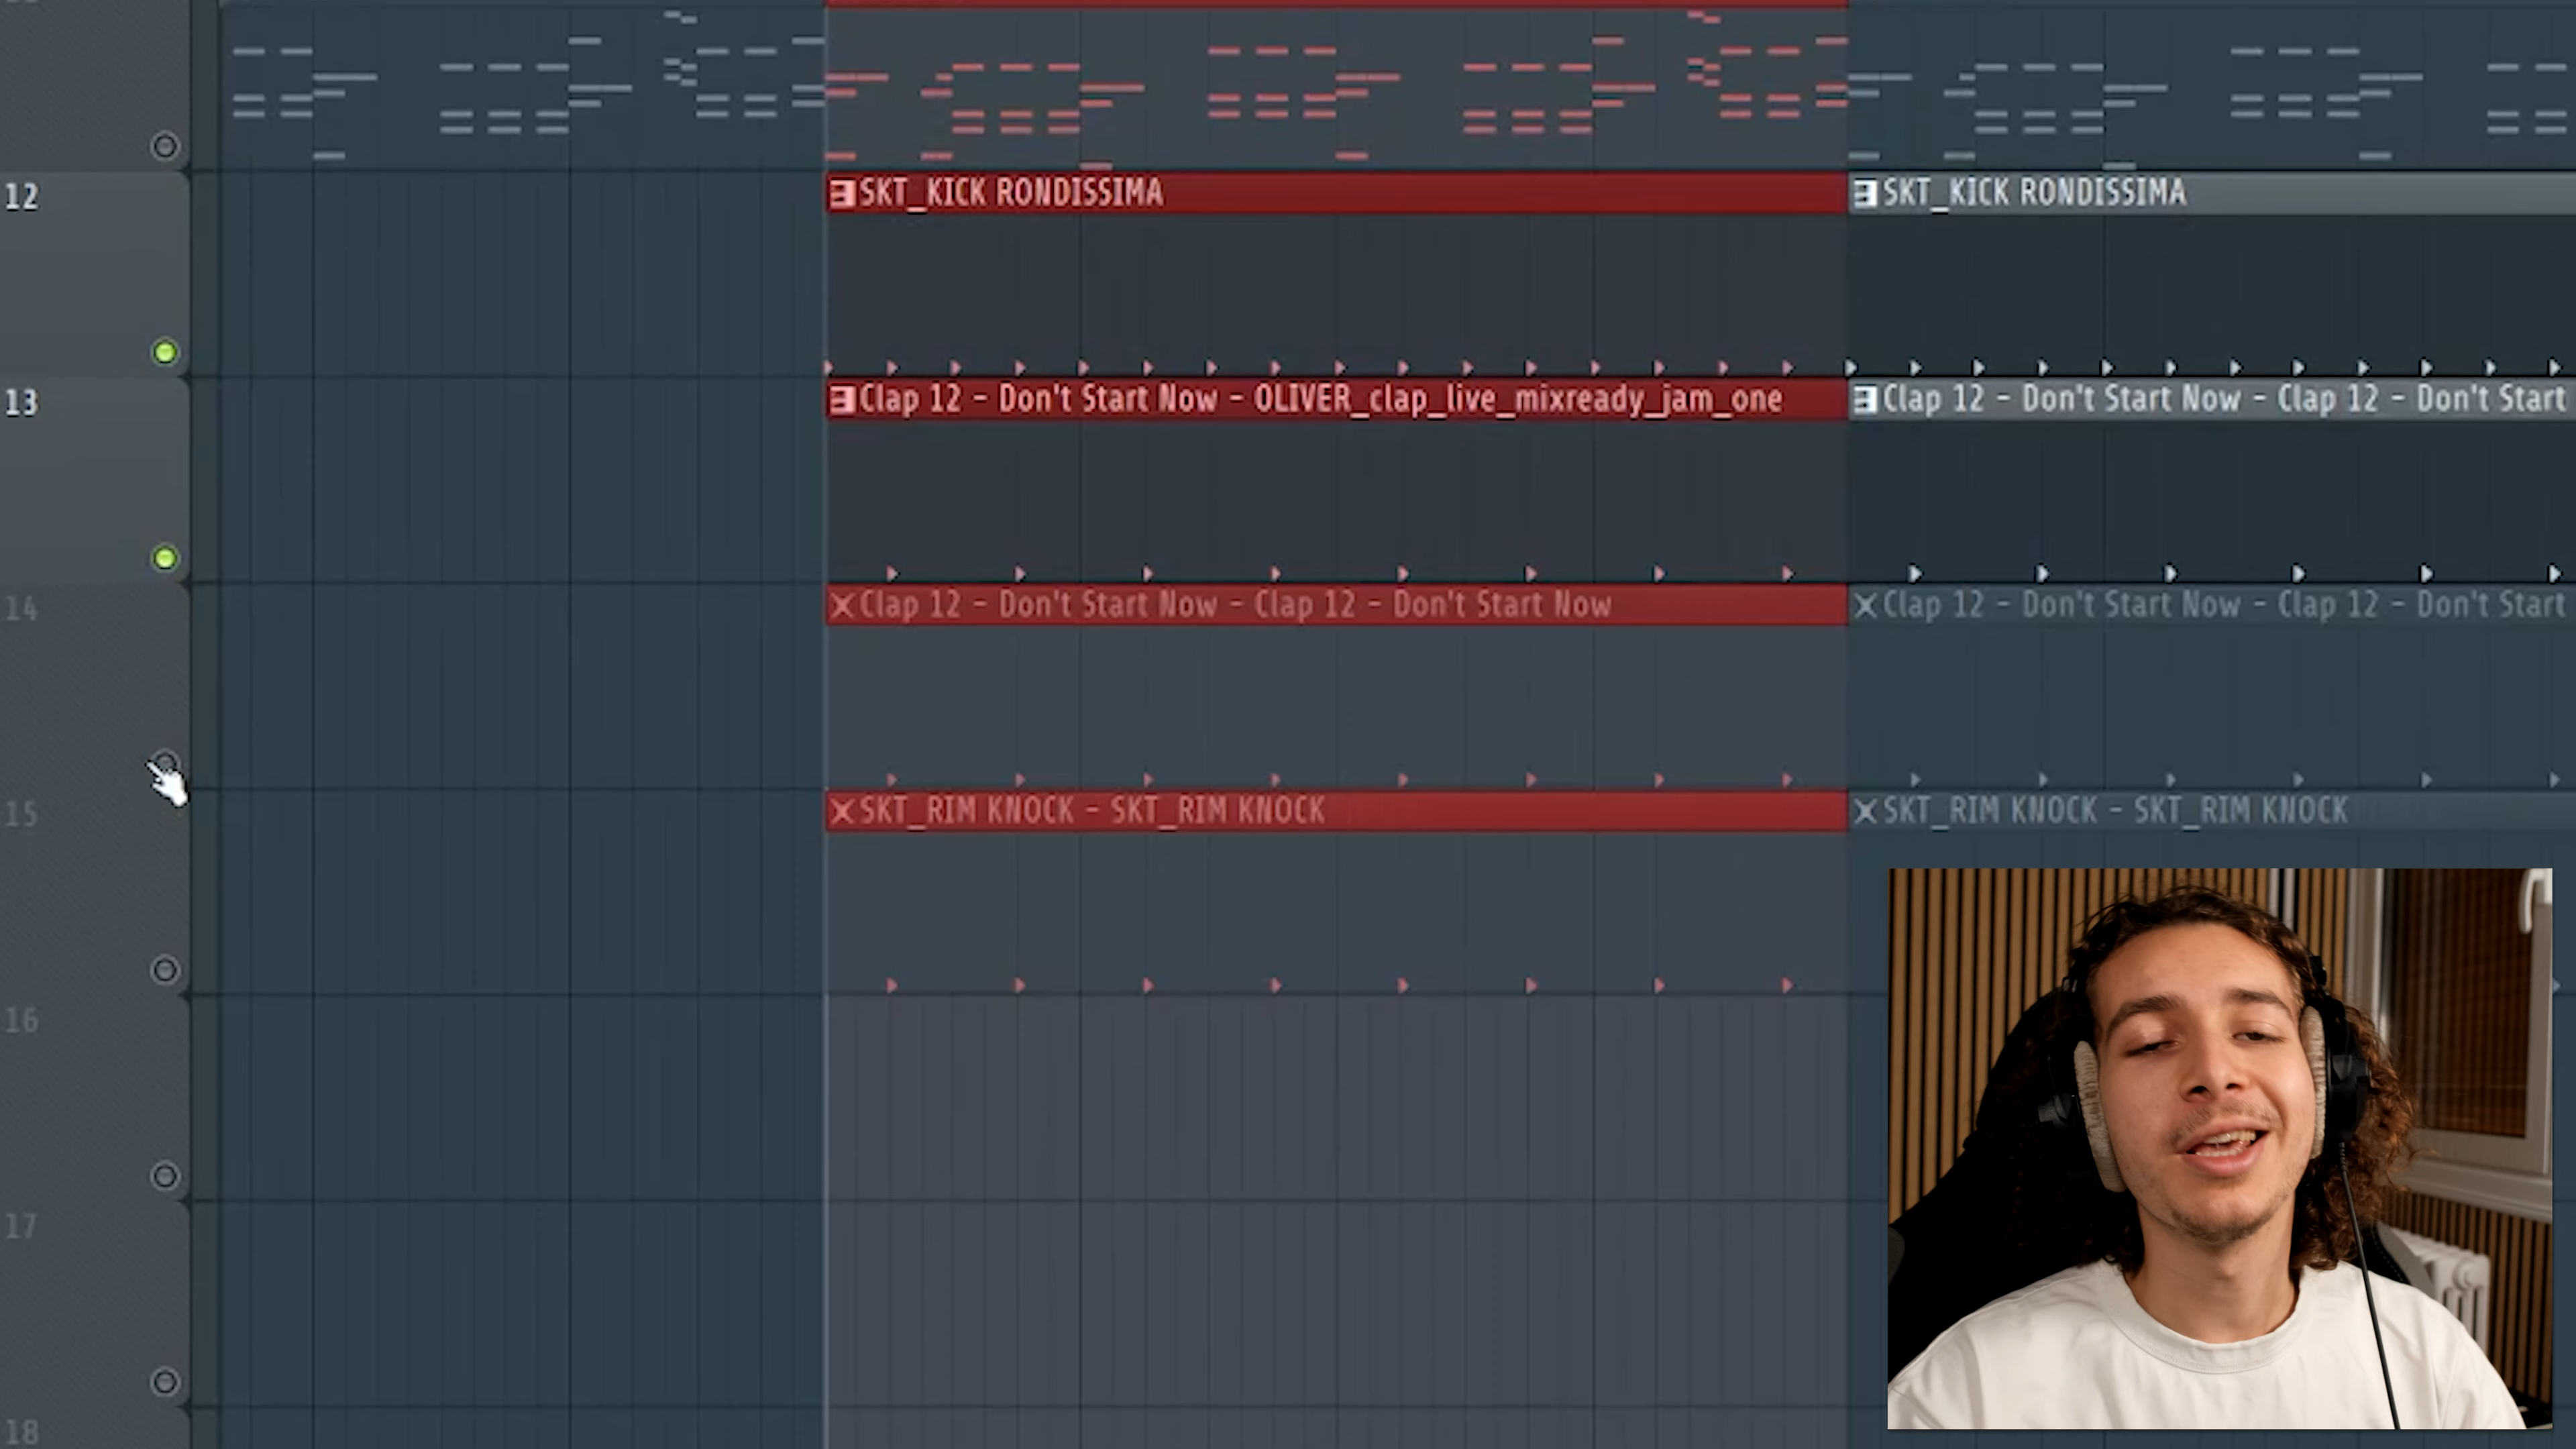 12
SKT_KICK RONDISSIMA
SKT_KICK RONDISSIMA
13
Clap 12 - Don't Start Now - OLIVER_clap_live_mixready_jam_one
Clap 12 - Don't Start Now - Clap 12 - Don't Start
14
Clap 12 - Don't Start Now - Clap 12 - Don't Start Now
Clap 12 - Don't Start Now - Clap 12 - Don't Start
15
SKT_RIM KNOCK - SKT_RIM KNOCK
SKT_RIM KNOCK - SKT_RIM KNOCK
16
17
18